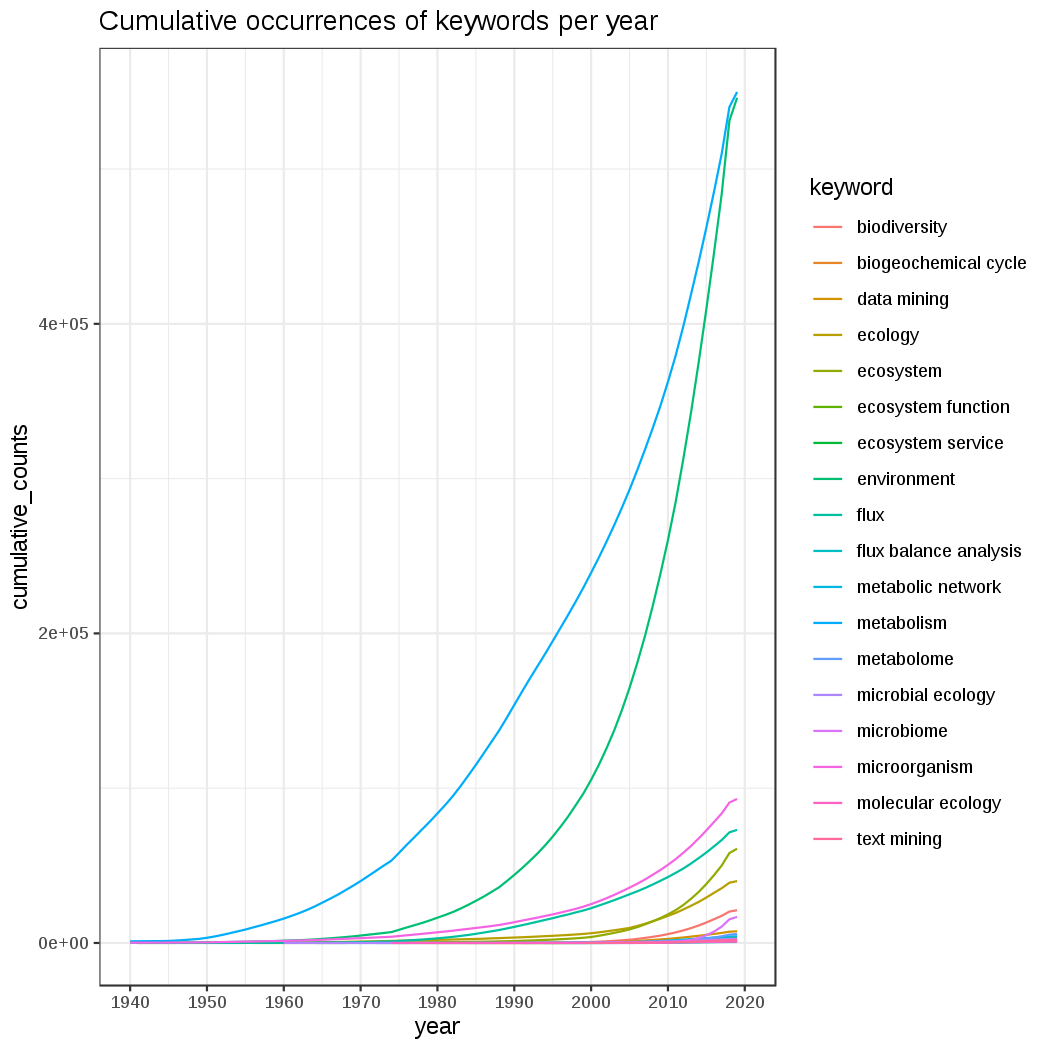 Cumulative occurrences of keywords per year
cumulative_counts
4e+05
2e+05
0e+00
1940 1950 1960 1970 1980 1990 2000 2010 2020
year
keyword
biodiversity
biogeochemical cycle
data mining
ecology
ecosystem
ecosystem function
ecosystem service
environment
flux
flux balance analysis
metabolic network
metabolism
metabolome
microbial ecology
microbiome
microorganism
molecular ecology
text mining